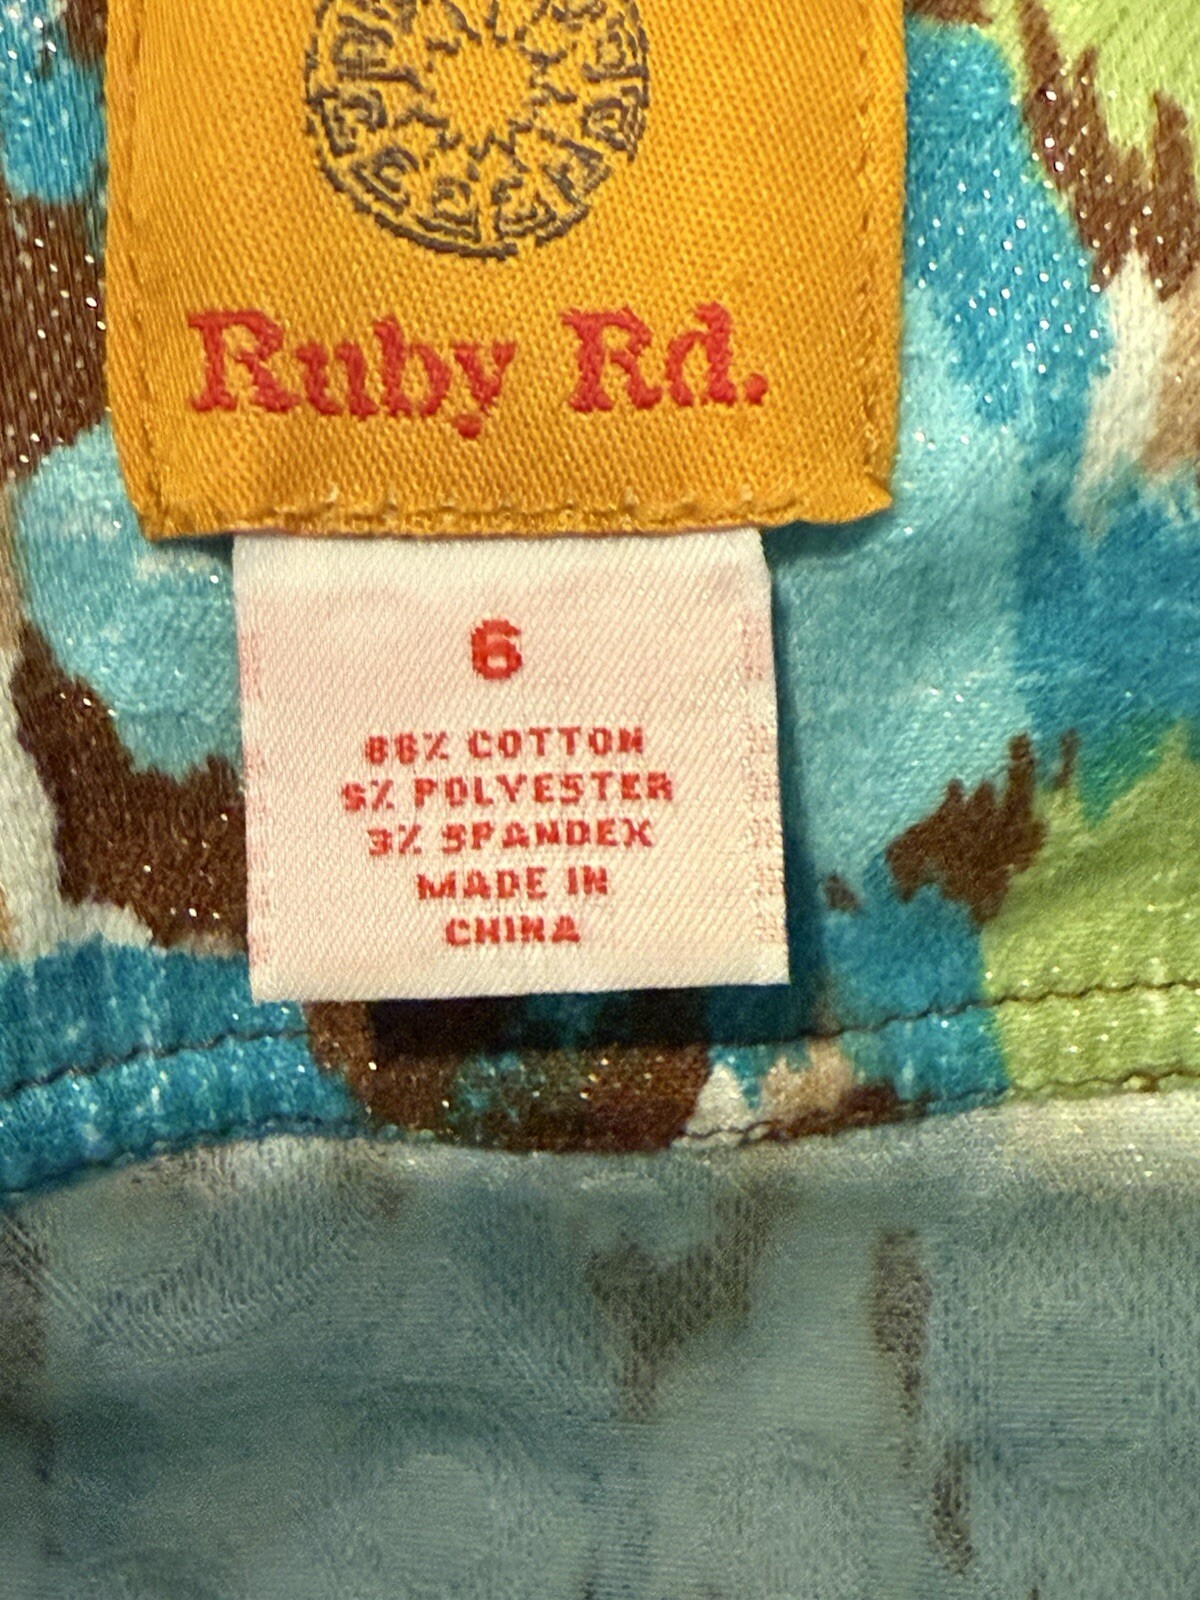 Ruby Rd.
6
88% COTTON
9% POLYESTER
3% SPANDEX
MADE IN
CHINA